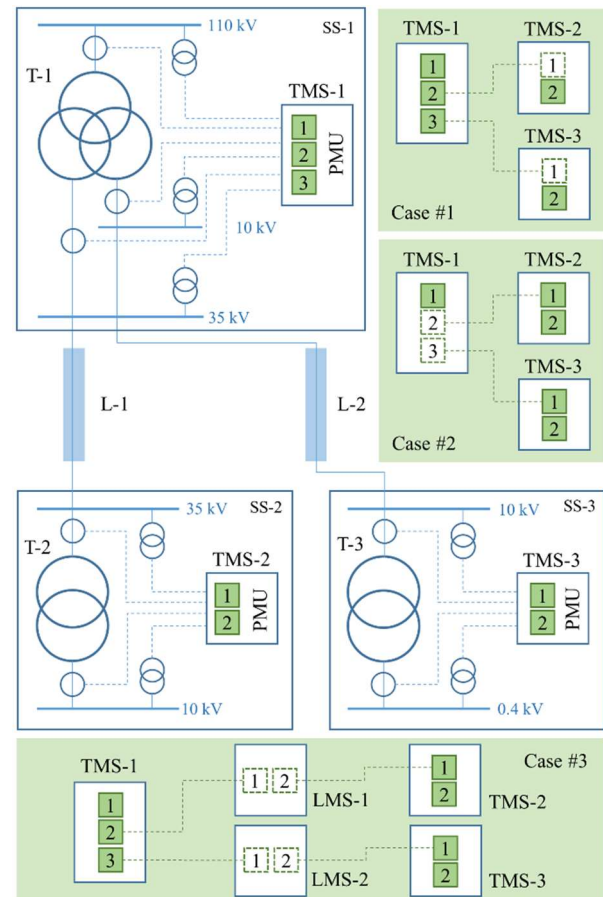 110 kV
SS-1
T-1
TMS-1
1
2
3
PMU
10 kV
35 kV
L-1
L-2
TMS-1
1
2
3
TMS-2
1
2
TMS-3
1
2
Case #1
TMS-1
1
2
3
TMS-2
1
2
TMS-3
1
2
Case #2
35 kV
SS-2
T-2
TMS-2
1
2
PMU
10 kV
10 kV
SS-3
T-3
TMS-3
1
2
PMU
0.4 kV
Case #3
TMS-1
1
2
3
1 2
LMS-1
1
2
TMS-2
1 2
LMS-2
1
2
TMS-3